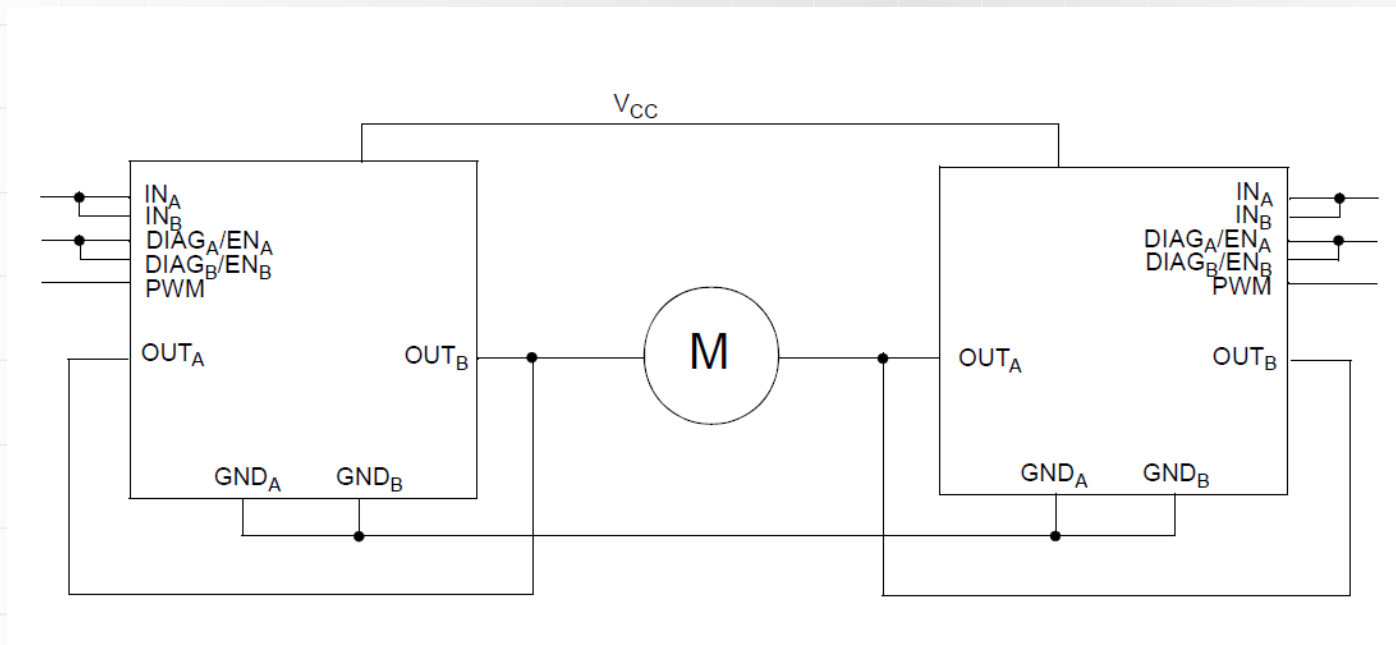 VCC
INA
INB
DIAGA/ENA
DIAGB/ENB
PWM
OUTA
OUTB
GNDA
GNDB
M
INA
INB
DIAGA/ENA
DIAGB/ENB
PWM
OUTA
OUTB
GNDA
GNDB